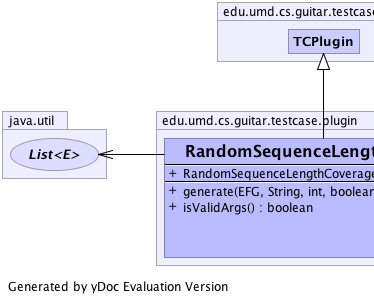 edu.umd.cs.guitar.testcase
TCPlugin
java.util
List<E>
edu.umd.cs.guitar.testcase.plugin
RandomSequenceLengt
+ RandomSequenceLengthCoverage
+ generate(EFG, String, int, boolean
+ isValidArgs() : boolean
Generated by yDoc Evaluation Version